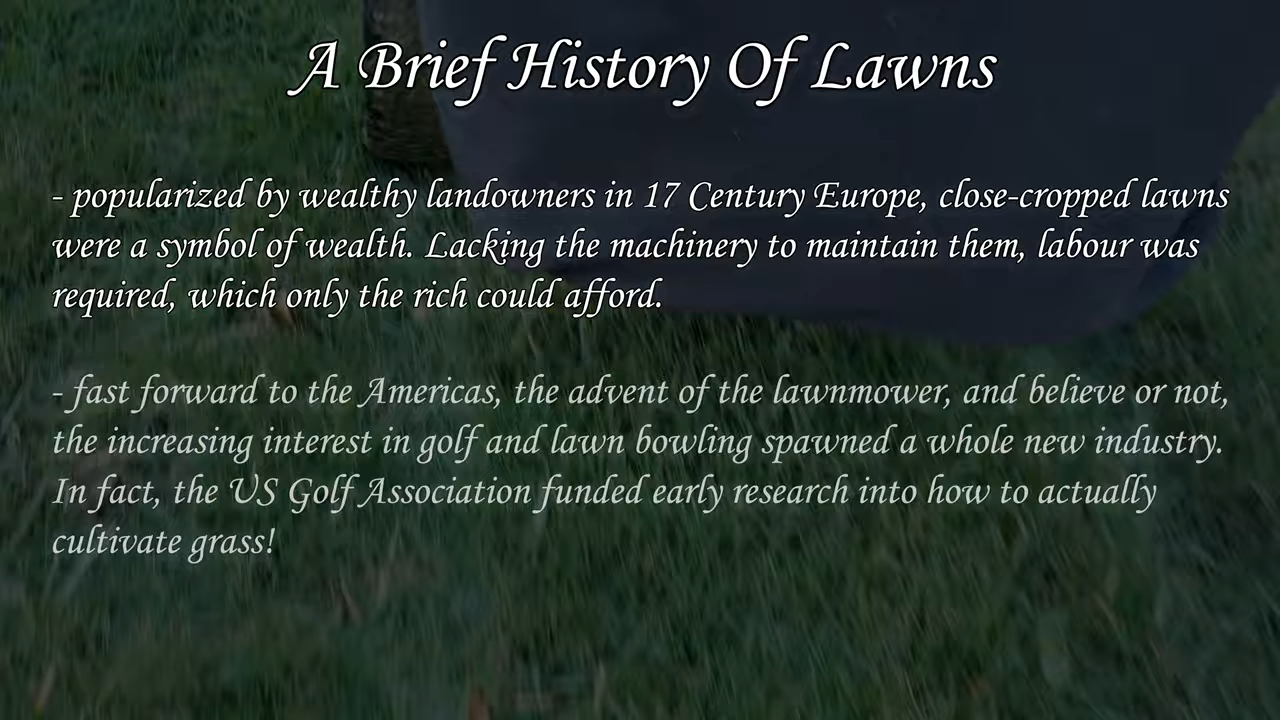 A Brief History Of Lawns
- popularized by wealthy landowners in 17 Century Europe, close-cropped lawns
were a symbol of wealth. Lacking the machinery to maintain them, labour was
required, which only the rich could afford.
- fast forward to the Americas, the advent of the lawnmower, and believe or not,
the increasing interest in golf and lawn bowling spawned a whole new industry.
In fact, the US Golf Association funded early research into how to actually
cultivate grass!